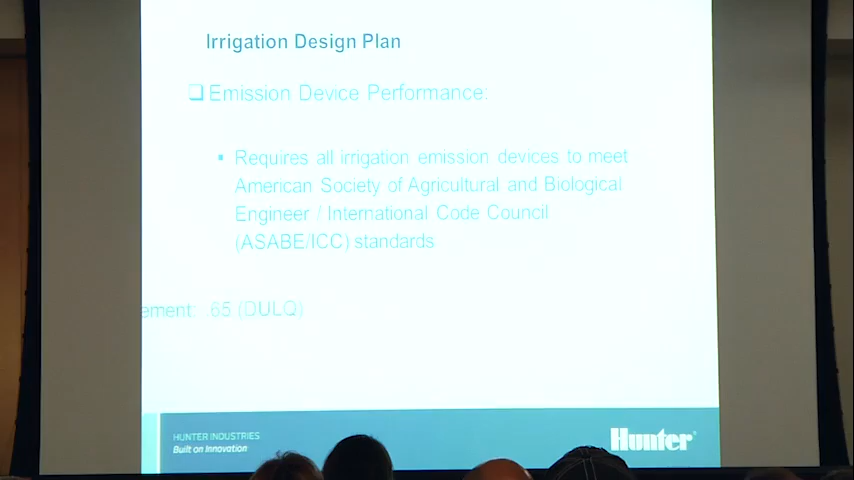 Irrigation Design Plan
❑ Emission Device Performance:
▪ Requires all irrigation emission devices to meet
American Society of Agricultural and Biological
Engineer / International Code Council
(ASABE/ICC) standards
ement: .65 (DULQ)
HUNTER INDUSTRIES
Built on Innovation
Hunter®